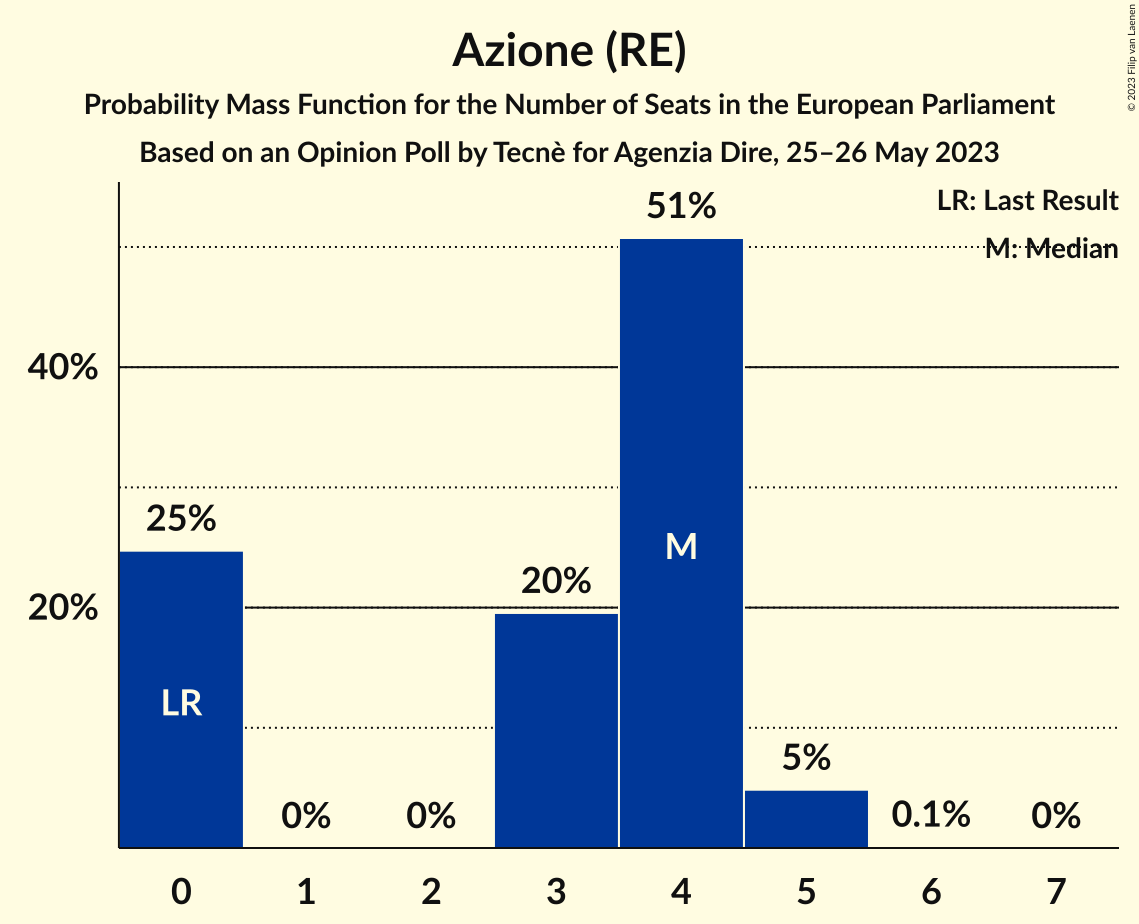 Azione (RE)
Probability Mass Function for the Number of Seats in the European Parliament
Based on an Opinion Poll by Tecnè for Agenzia Dire, 25–26 May 2023
© 2023 Filip van Laenen
LR: Last Result
M: Median
51%
40%
25%
20%
20%
M
LR
5%
0%
0%
0.1%
0%
0 1 2 3 4 5 6 7